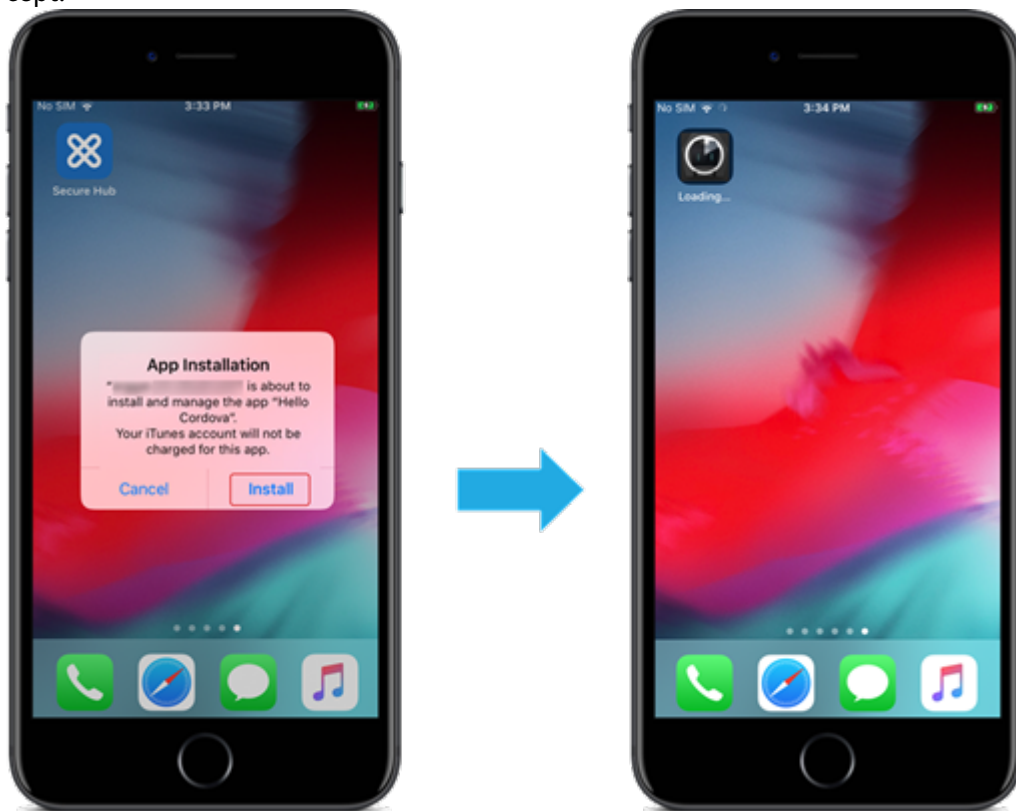 cept.
No SIM 3:33 PM
Secure Hub
App Installation
" " is about to
install and manage the app "Hello
Cordova".
Your iTunes account will not be
charged for this app.
Cancel Install
No SIM 3:34 PM
Loading...